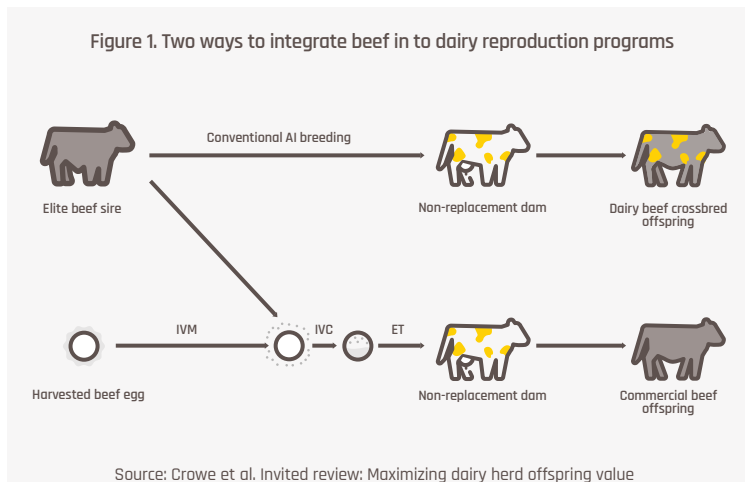 Figure 1. Two ways to integrate beef in to dairy reproduction programs
Conventional AI breeding
Elite beef sire
Non-replacement dam
Dairy beef crossbred
offspring
IVM
IVC
ET
Harvested beef egg
Non-replacement dam
Commercial beef
offspring
Source: Crowe et al. Invited review: Maximizing dairy herd offspring value